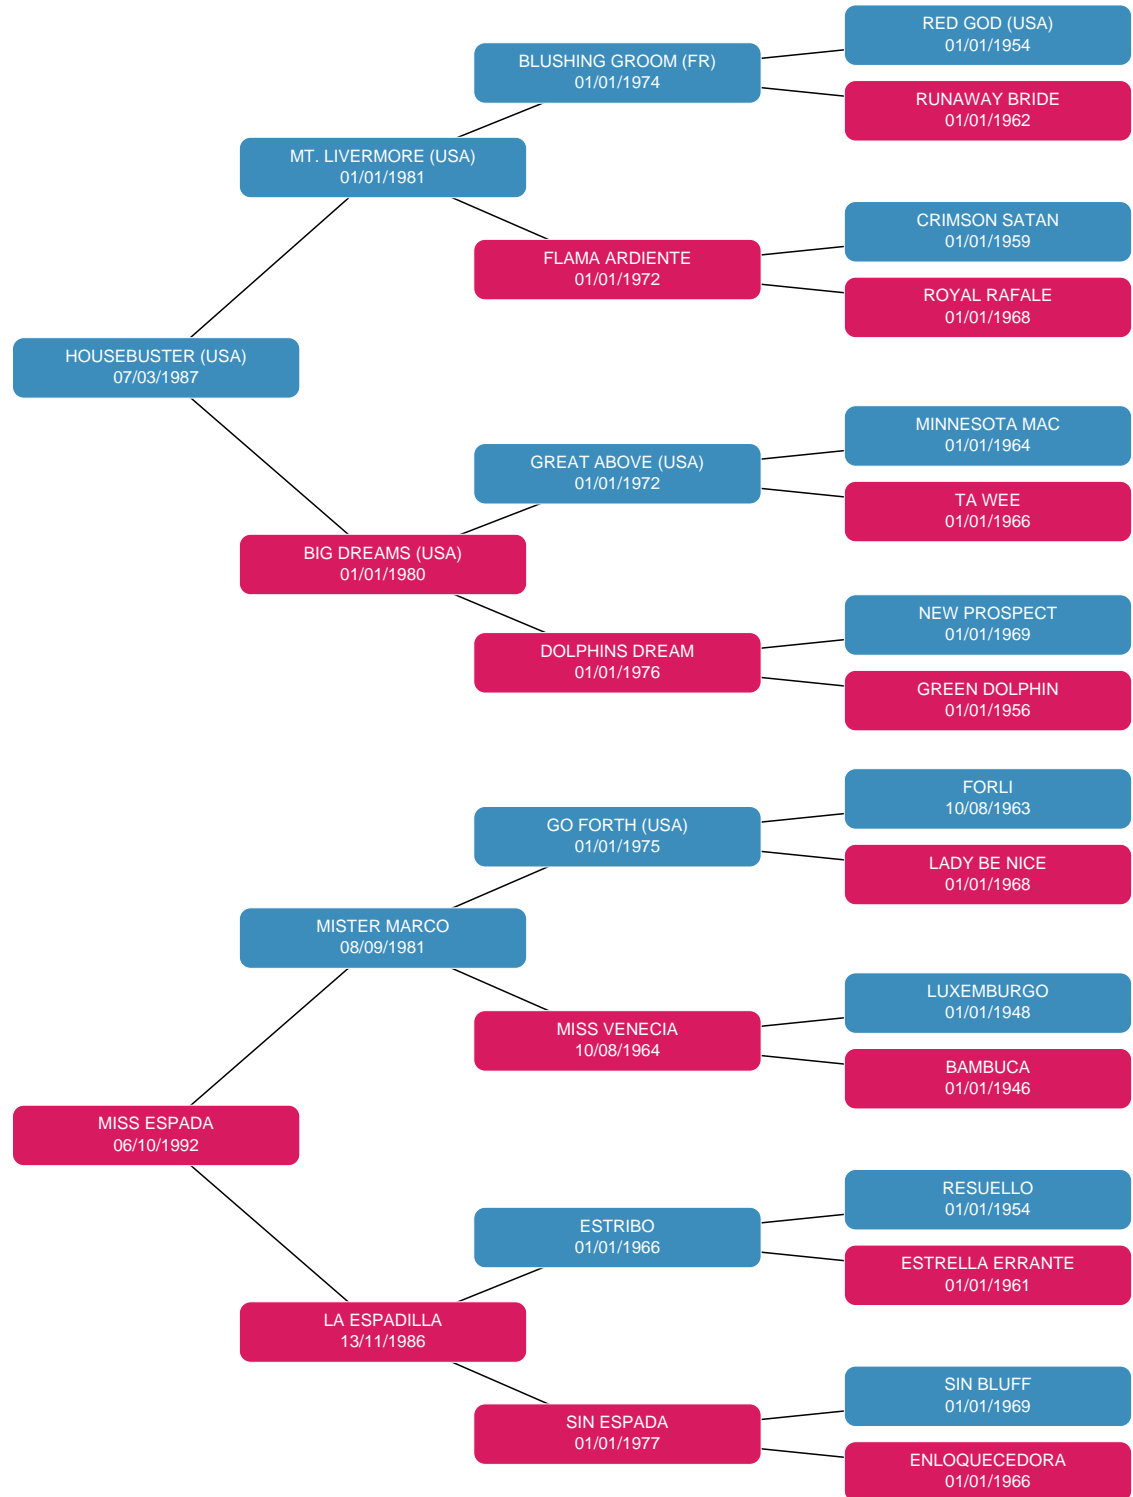 RED GOD (USA)
01/01/1954
BLUSHING GROOM (FR)
01/01/1974
RUNAWAY BRIDE
01/01/1962
MT. LIVERMORE (USA)
01/01/1981
CRIMSON SATAN
01/01/1959
FLAMA ARDIENTE
01/01/1972
ROYAL RAFALE
01/01/1968
HOUSEBUSTER (USA)
07/03/1987
MINNESOTA MAC
01/01/1964
GREAT ABOVE (USA)
01/01/1972
TA WEE
01/01/1966
BIG DREAMS (USA)
01/01/1980
NEW PROSPECT
01/01/1969
DOLPHINS DREAM
01/01/1976
GREEN DOLPHIN
01/01/1956
FORLI
10/08/1963
GO FORTH (USA)
01/01/1975
LADY BE NICE
01/01/1968
MISTER MARCO
08/09/1981
LUXEMBURGO
01/01/1948
MISS VENECIA
10/08/1964
BAMBUCA
01/01/1946
MISS ESPADA
06/10/1992
RESUELLO
01/01/1954
ESTRIBO
01/01/1966
ESTRELLA ERRANTE
01/01/1961
LA ESPADILLA
13/11/1986
SIN BLUFF
01/01/1969
SIN ESPADA
01/01/1977
ENLOQUECEDORA
01/01/1966